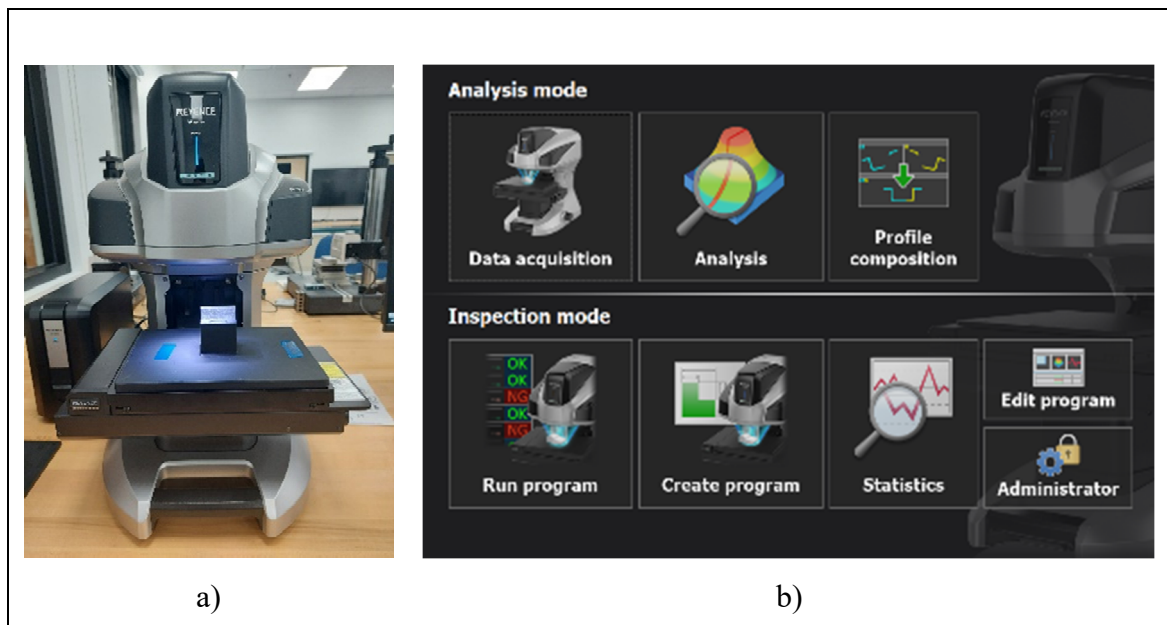 KEYENCE
Analysis mode
Data acquisition
Analysis
Profile
composition
Inspection mode
OK
OK
NG
OK
NG
Run program
Create program
Statistics
Edit program
Administrator
a)
b)